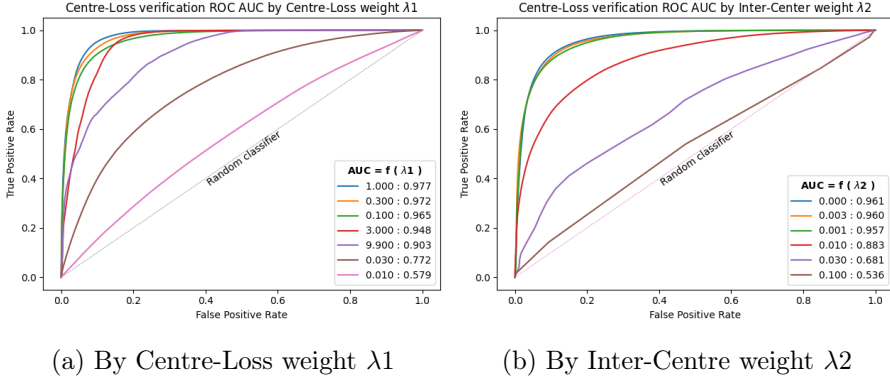 Centre-Loss verification ROC AUC by Centre-Loss weight λ1
True Positive Rate
1.0
0.8
0.6
0.4
0.2
0.0
Random classifier
AUC = f ( λ1 )
1.000 : 0.977
0.300 : 0.972
0.100 : 0.965
3.000 : 0.948
9.900 : 0.903
0.030 : 0.772
0.010 : 0.579
0.0 0.2 0.4 0.6 0.8 1.0
False Positive Rate
(a) By Centre-Loss weight λ1
Centre-Loss verification ROC AUC by Inter-Center weight λ2
True Positive Rate
1.0
0.8
0.6
0.4
0.2
0.0
Random classifier
AUC = f ( λ2 )
0.000 : 0.961
0.003 : 0.960
0.001 : 0.957
0.010 : 0.883
0.030 : 0.681
0.100 : 0.536
0.0 0.2 0.4 0.6 0.8 1.0
False Positive Rate
(b) By Inter-Centre weight λ2